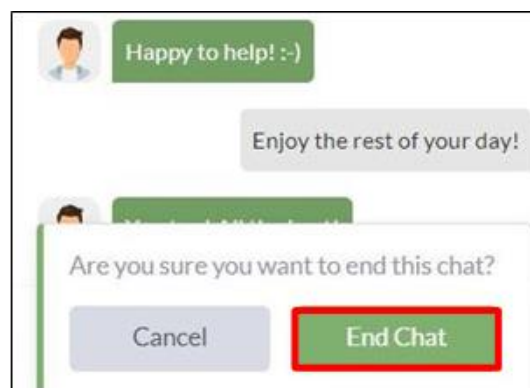 Happy to help! :-)
Enjoy the rest of your day!
Are you sure you want to end this chat?
Cancel
End Chat